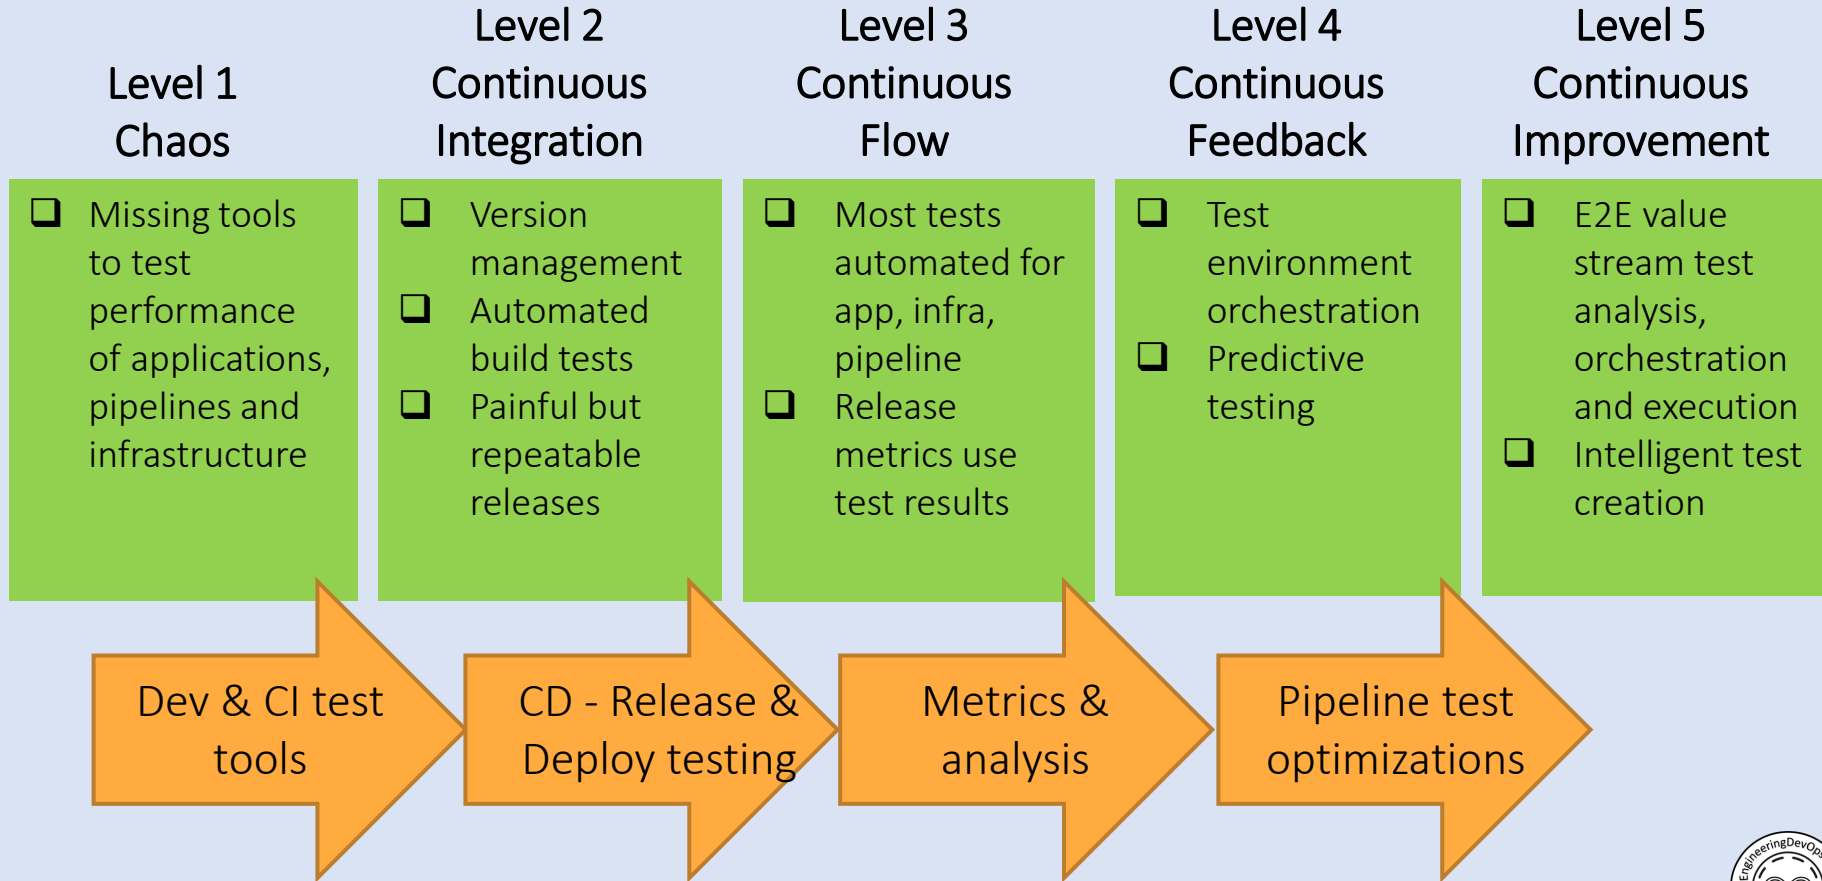 Level 1
Chaos
Level 2
Continuous
Integration
Level 3
Continuous
Flow
Level 4
Continuous
Feedback
Level 5
Continuous
Improvement
Missing tools
to test
performance
of applications,
pipelines and
infrastructure
Version
management
Automated
build tests
Painful but
repeatable
releases
Most tests
automated for
app, infra,
pipeline
Release
metrics use
test results
Test
environment
orchestration
Predictive
testing
E2E value
stream test
analysis,
orchestration
and execution
Intelligent test
creation
Dev & CI test
tools
CD - Release &
Deploy testing
Metrics &
analysis
Pipeline test
optimizations
EngineeringDevOps